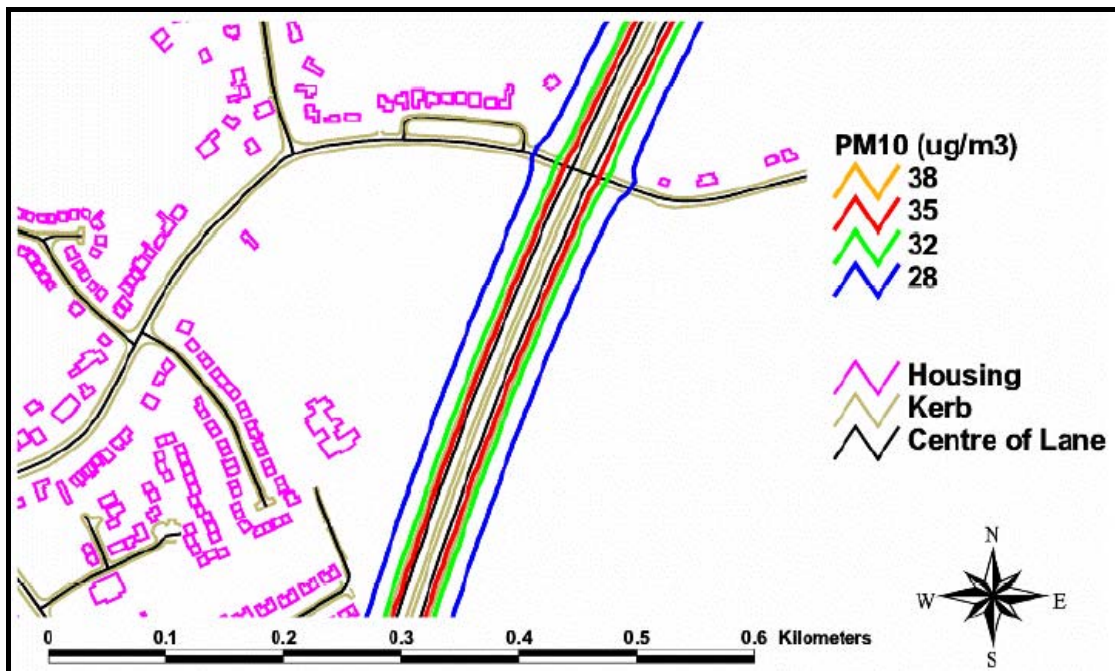 PM10 (ug/m3)
38
35
32
28
Housing
Kerb
Centre of Lane
N
W E
S
0 0.1 0.2 0.3 0.4 0.5 0.6 Kilometers